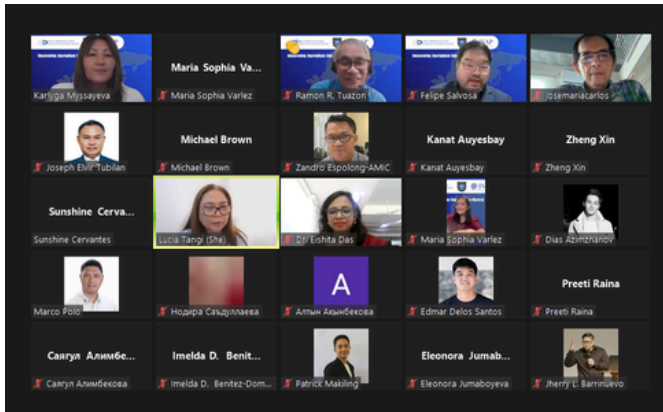 Karlyga Myssayeva
Maria Sophia Va...
Maria Sophia Varlez
Ramon R. Tuazon
Felipe Salvosa
josemariacarlos
Joseph Elvir Tubilan
Michael Brown
Michael Brown
Zandro Espolong-AMIC
Kanat Auyesbay
Kanat Auyesbay
Zheng Xin
Zheng Xin
Sunshine Cerva...
Sunshine Cervantes
Lucia Tangi (She)
Dr. Eishita Das
Maria Sophia Varlez
Dias Azimzhanov
Marco Polo
Нодира Саъдуллаева
A
Алтын Акынбекова
Edmar Delos Santos
Preeti Raina
Preeti Raina
Саягул Алимбе...
Саягул Алимбекова
Imelda D. Benit...
Imelda D. Benitez-Dom...
Patrick Makiling
Eleonora Jumab...
Eleonora Jumaboyeva
Jherry L. Barrinuevo